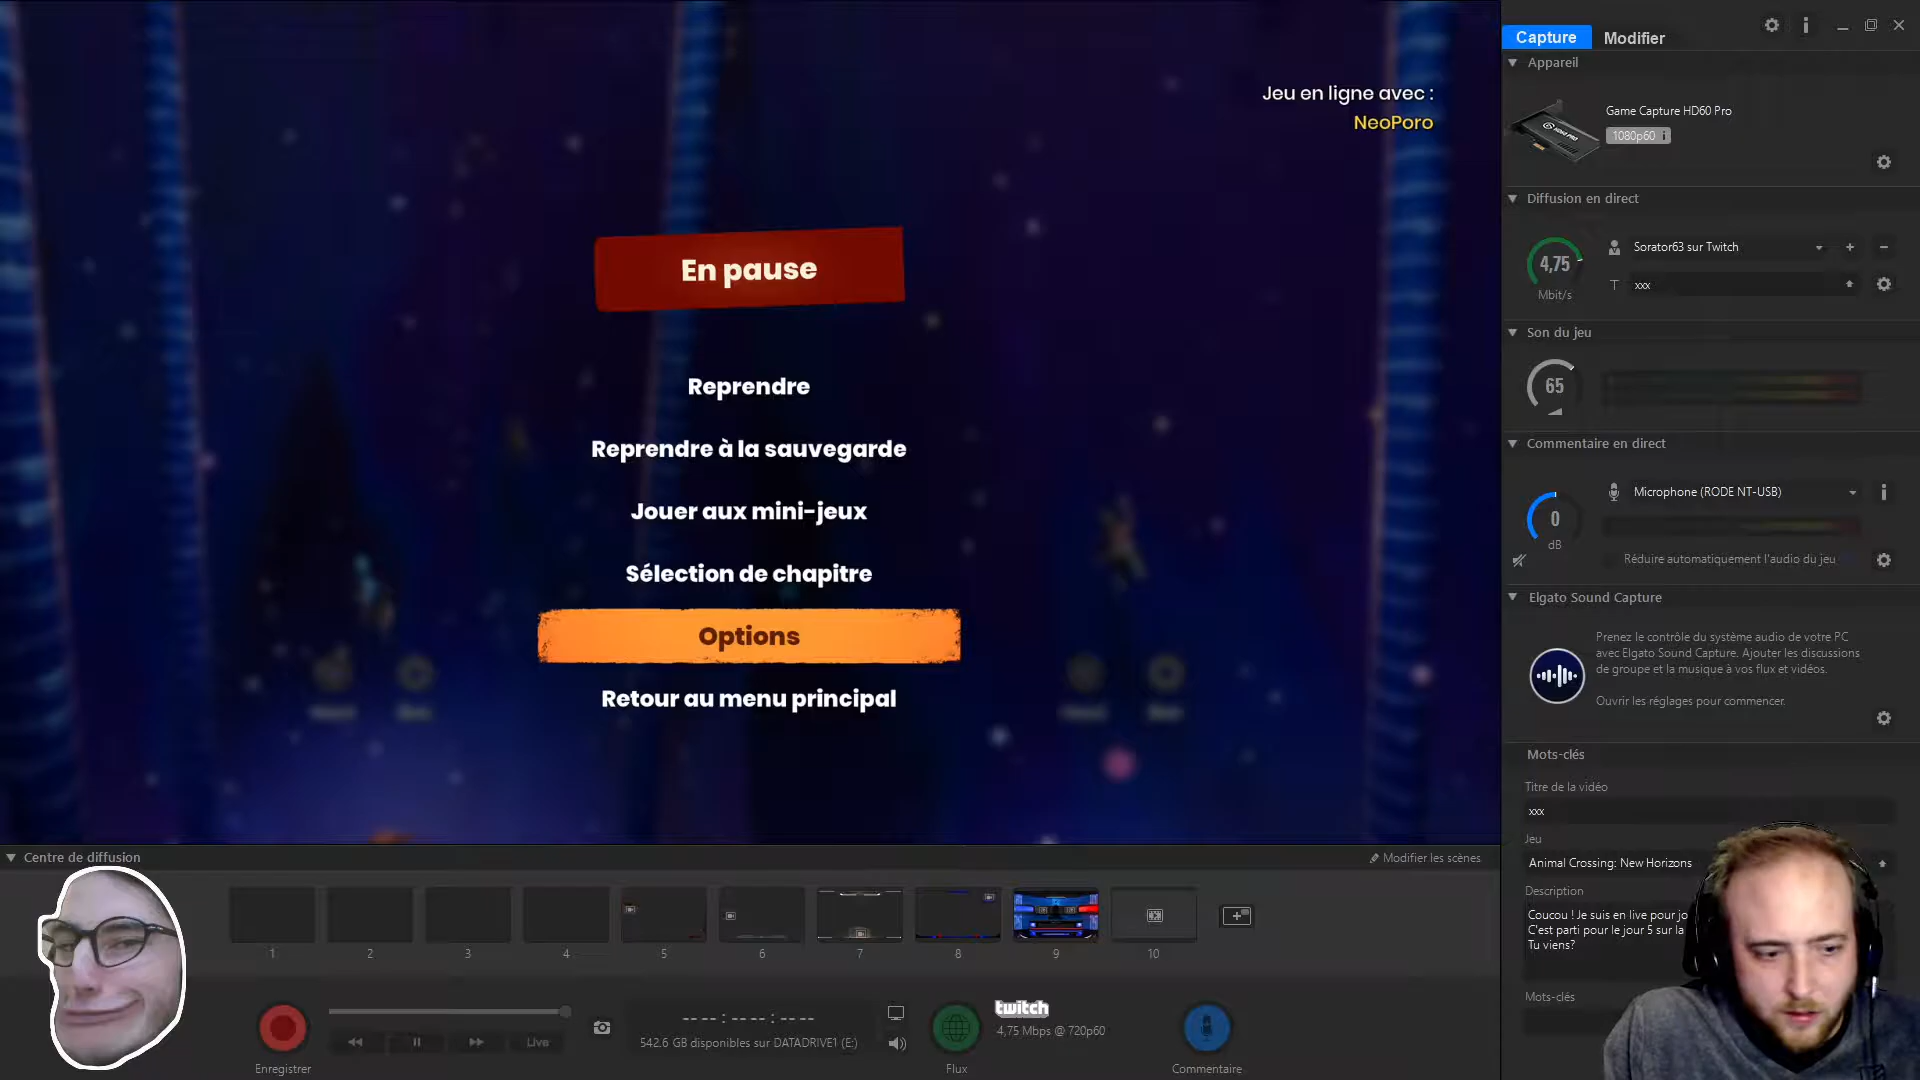 Capture
Modifier
Appareil
Game Capture HD60 Pro
1080p60 i
Diffusion en direct
Sorator63 sur Twitch
4,75
Mbit/s
T xxx
Son du jeu
65
Commentaire en direct
Microphone (RODE NT-USB)
0
dB
Réduire automatiquement l'audio du jeu
Elgato Sound Capture
Prenez le contrôle du système audio de votre PC
avec Elgato Sound Capture. Ajouter les discussions
de groupe et la musique à vos flux et vidéos.
Ouvrir les réglages pour commencer.
Mots-clés
Titre de la vidéo
xxx
Jeu
Animal Crossing: New Horizons
Description
Coucou ! Je suis en live pour jo
C'est parti pour le jour 5 sur la
Tu viens?
Mots-clés
Jeu en ligne avec :
NeoPoro
En pause
Reprendre
Reprendre à la sauvegarde
Jouer aux mini-jeux
Sélection de chapitre
Options
Retour au menu principal
Centre de diffusion
Modifier les scènes
1 2 3 4 5 6 7 8 9 10
-- -- : -- -- : -- --
542.6 GB disponibles sur DATADRIVE1 (E:)
Live
Enregistrer
twitch
4,75 Mbps @ 720p60
Flux
Commentaire